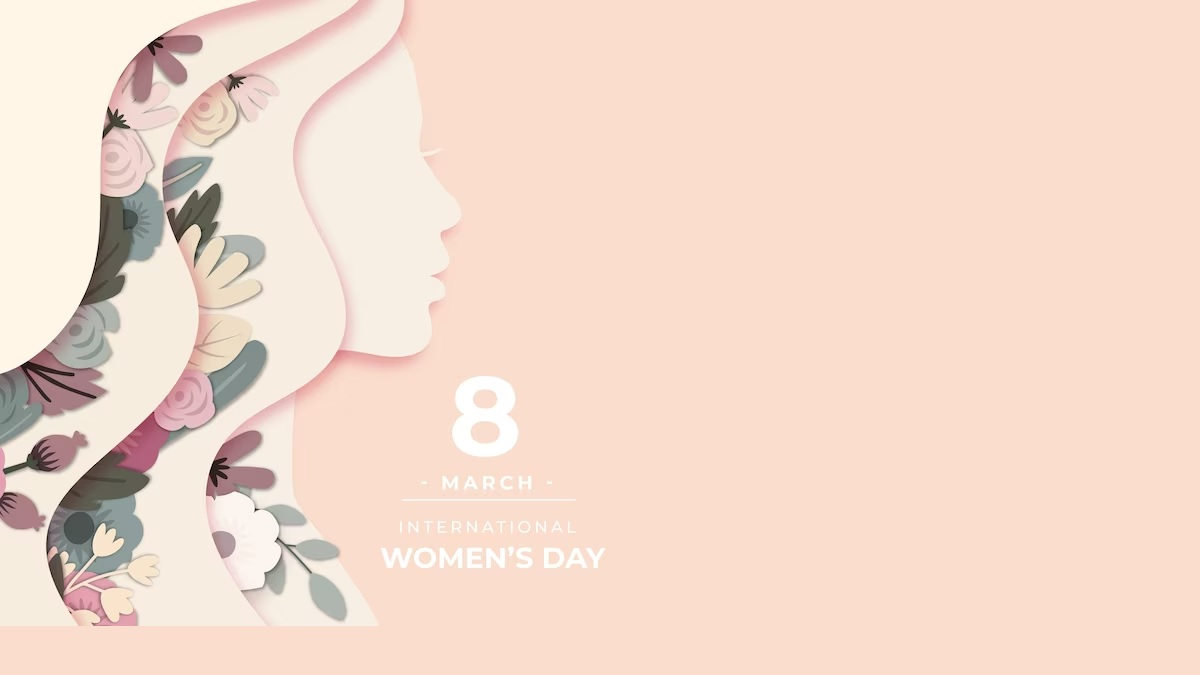 8
- MARCH -
INTERNATIONAL
WOMEN’S DAY